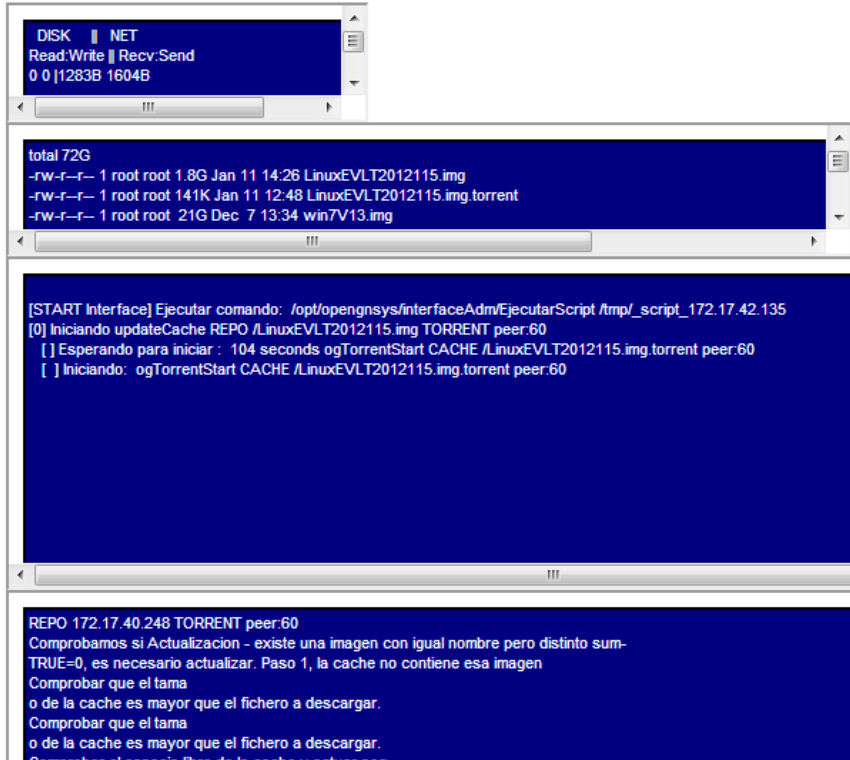 DISK || NET
Read:Write || Recv:Send
0 0 |1283B 1604B
total 72G
-rw-r--r-- 1 root root 1.8G Jan 11 14:26 LinuxEVLT2012115.img
-rw-r--r-- 1 root root 141K Jan 11 12:48 LinuxEVLT2012115.img.torrent
-rw-r--r-- 1 root root 21G Dec 7 13:34 win7V13.img
[START Interface] Ejecutar comando: /opt/opengnsys/interfaceAdm/EjecutarScript /tmp/_script_172.17.42.135
[0] Iniciando updateCache REPO /LinuxEVLT2012115.img TORRENT peer:60
[ ] Esperando para iniciar : 104 seconds ogTorrentStart CACHE /LinuxEVLT2012115.img.torrent peer:60
[ ] Iniciando: ogTorrentStart CACHE /LinuxEVLT2012115.img.torrent peer:60
REPO 172.17.40.248 TORRENT peer:60
Comprobamos si Actualizacion - existe una imagen con igual nombre pero distinto sum-
TRUE=0, es necesario actualizar. Paso 1, la cache no contiene esa imagen
Comprobar que el tama
o de la cache es mayor que el fichero a descargar.
Comprobar que el tama
o de la cache es mayor que el fichero a descargar.